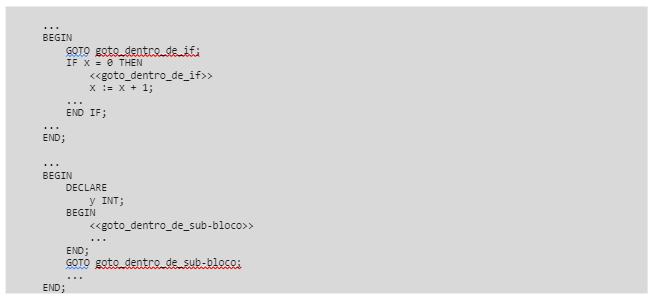 ...
BEGIN
GOTO goto_dentro_de_if;
IF x = 0 THEN
<<goto_dentro_de_if>>
x := x + 1;
...
END IF;
...
END;
...
BEGIN
DECLARE
y INT;
BEGIN
<<goto_dentro_de_sub-bloco>>
...
END;
GOTO goto_dentro_de_sub-bloco;
...
END;